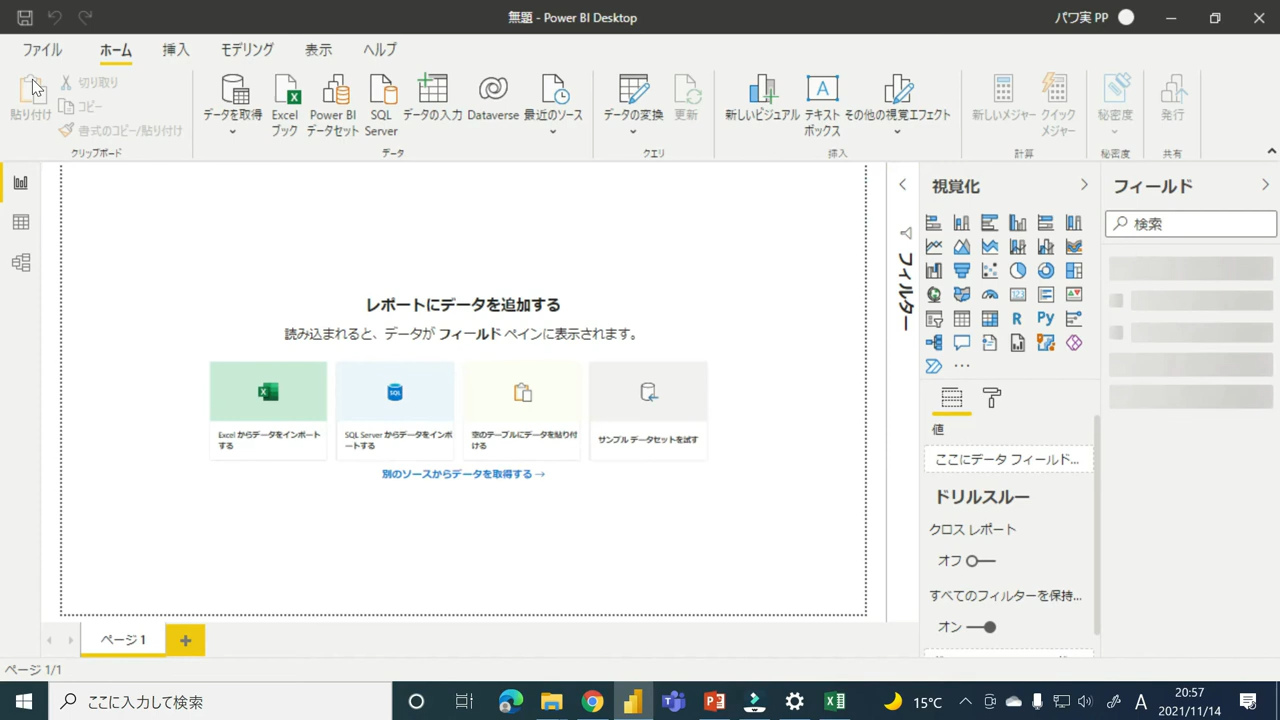 無題 - Power BI Desktop
パワ実 PP
ファイル
ホーム
挿入
モデリング
表示
ヘルプ
貼り付け
切り取り
コピー
書式のコピー/貼り付け
クリップボード
データを取得
Excel
ブック
Power BI
データセット
SQL
Server
データの入力
Dataverse
最近のソース
データ
データの変換
更新
クエリ
新しいビジュアル
テキスト
ボックス
その他の視覚エフェクト
挿入
新しいメジャー
クイック
メジャー
計算
秘密度
秘密度
発行
共有
レポートにデータを追加する
読み込まれると、データが フィールド ペインに表示されます。
Excel からデータをインポート
する
SQL Server からデータをインポ
ートする
空のテーブルにデータを貼り付
ける
サンプル データセットを試す
別のソースからデータを取得する →
フィルター
視覚化
R
Py
値
ここにデータ フィールド...
ドリルスルー
クロス レポート
オフ
すべてのフィルターを保持...
オン
フィールド
検索
ページ 1
ページ 1/1
ここに入力して検索
15°C
A
20:57
2021/11/14